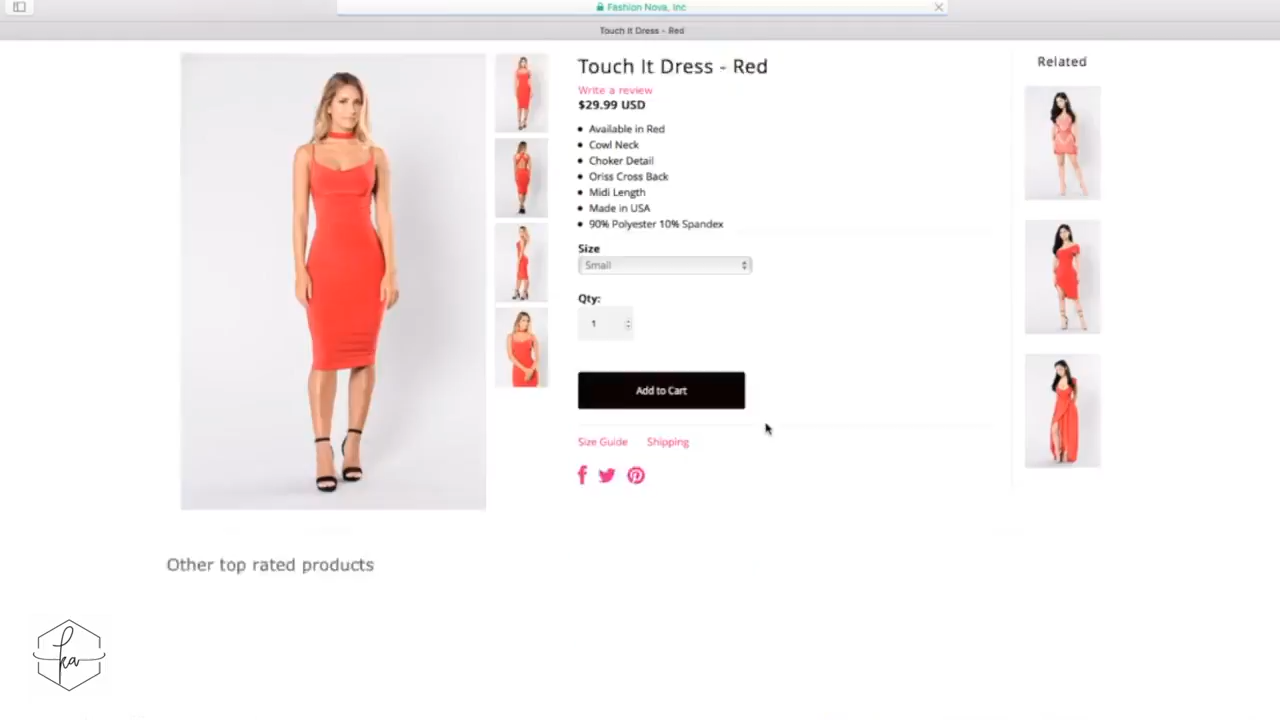 Fashion Nova, Inc
Touch It Dress - Red
Touch It Dress - Red
Write a review
$29.99 USD
Available in Red
Cowl Neck
Choker Detail
Criss Cross Back
Midi Length
Made in USA
90% Polyester 10% Spandex
Size
Small
Qty:
1
Add to Cart
Size Guide Shipping
Related
Other top rated products
ka